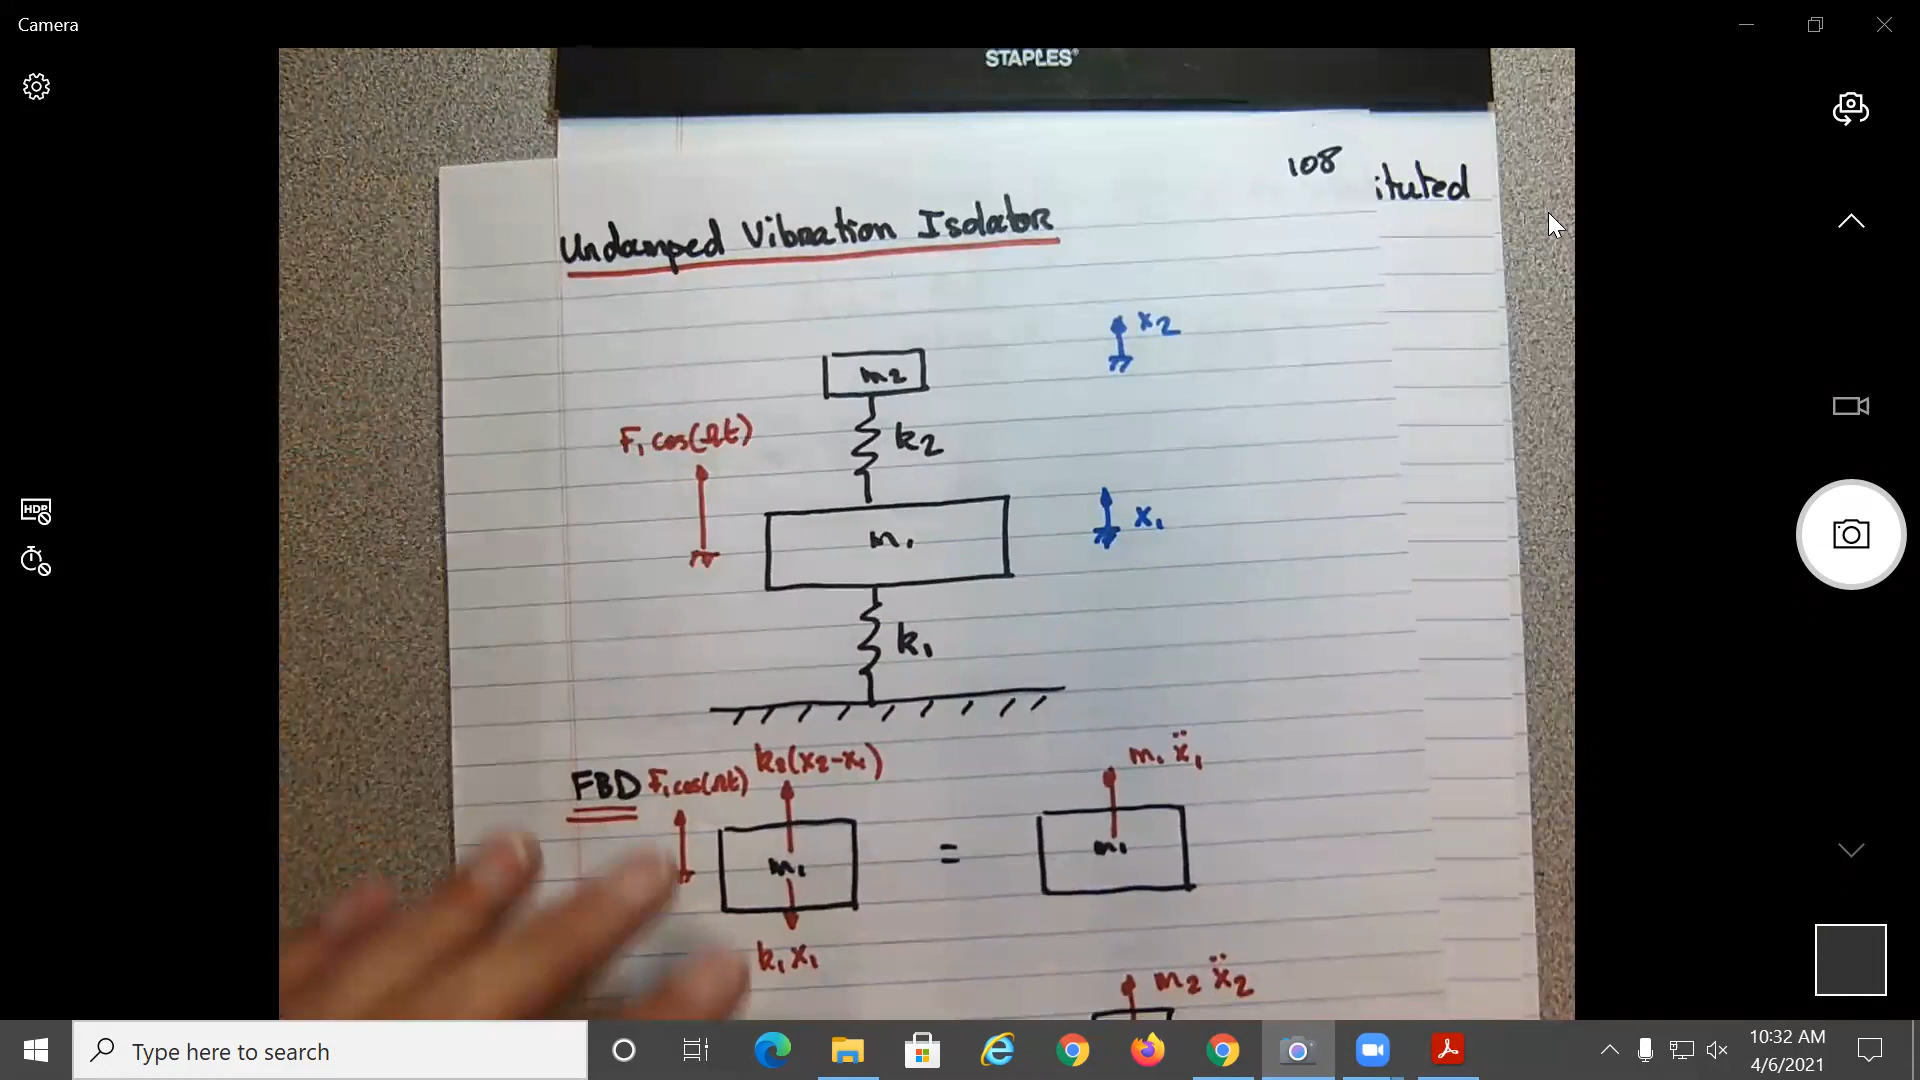 Camera
STAPLES
108
ituted
Undamped Vibration Isolators
x2
m2
F1 cos(Ωt)
k2
x1
m1
k1
FBD
F1 cos(Ωt)
k2(x2-x1)
m1 ẍ1
m1
=
m1
k1 x1
m2 ẍ2
HDR
Type here to search
10:32 AM
4/6/2021